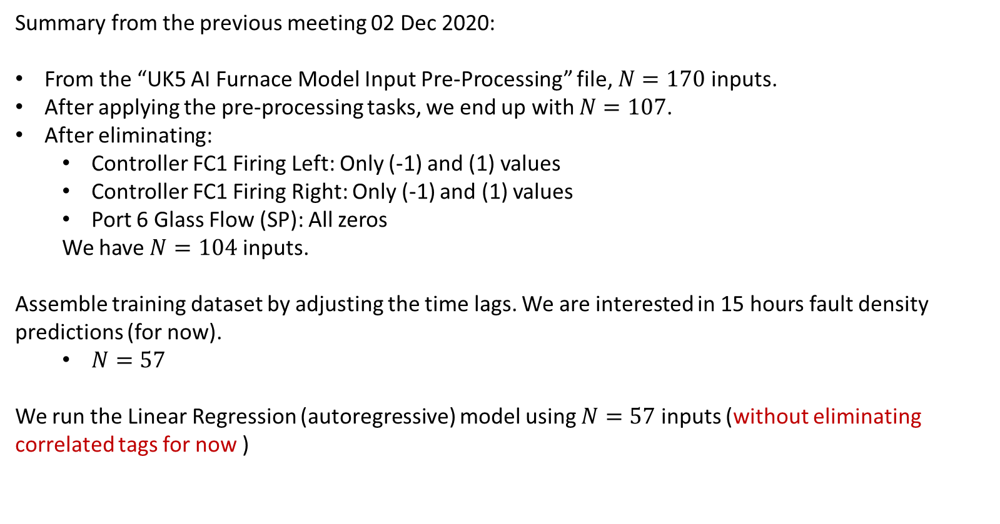 Summary from the previous meeting 02 Dec 2020:
• From the “UK5 AI Furnace Model Input Pre-Processing” file, N = 170 inputs.
• After applying the pre-processing tasks, we end up with N = 107.
• After eliminating:
• Controller FC1 Firing Left: Only (-1) and (1) values
• Controller FC1 Firing Right: Only (-1) and (1) values
• Port 6 Glass Flow (SP): All zeros
We have N = 104 inputs.
Assemble training dataset by adjusting the time lags. We are interested in 15 hours fault density
predictions (for now).
• N = 57
We run the Linear Regression (autoregressive) model using N = 57 inputs (without eliminating
correlated tags for now )